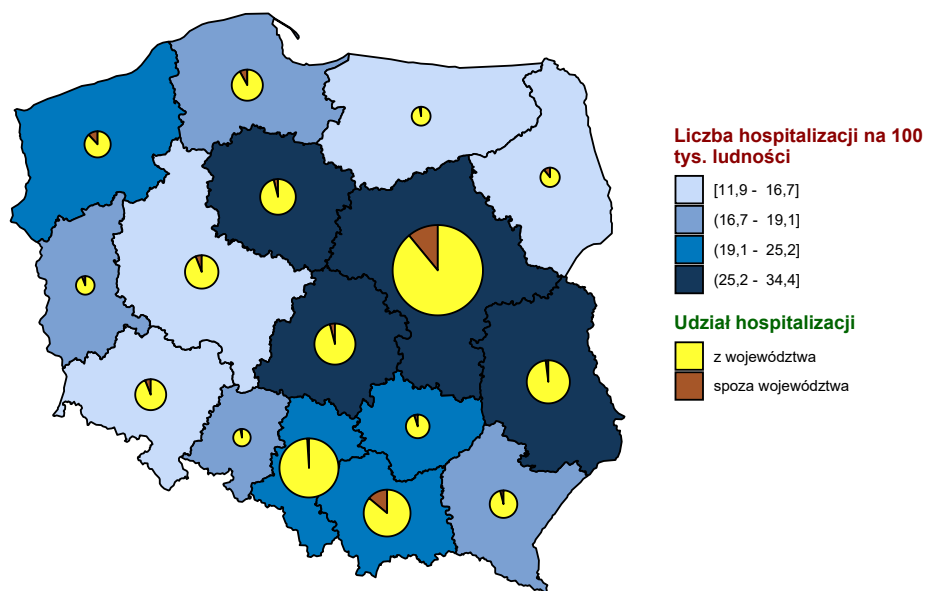 Liczba hospitalizacji na 100
tys. ludności
[11,9 - 16,7]
(16,7 - 19,1]
(19,1 - 25,2]
(25,2 - 34,4]
Udział hospitalizacji
z województwa
spoza województwa